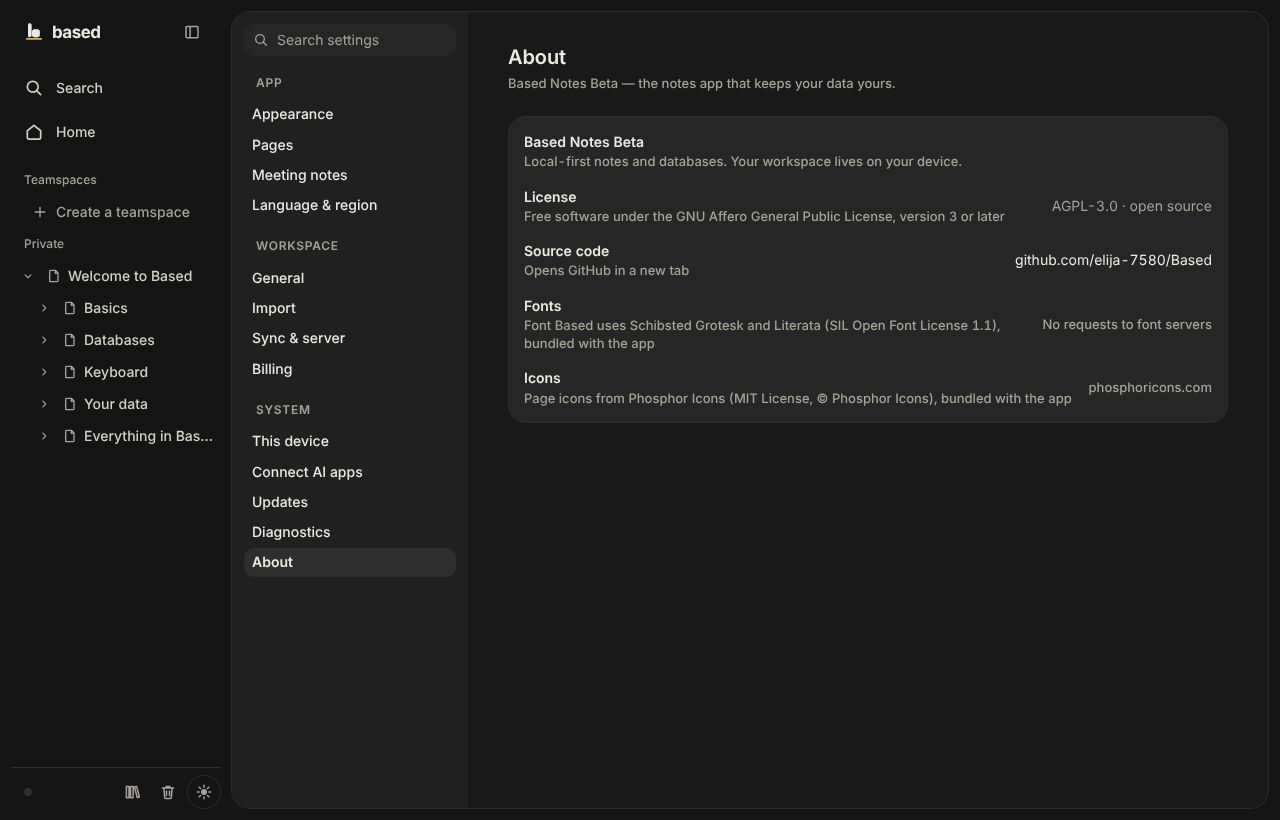 based
Search
Home
Teamspaces
Create a teamspace
Private
Welcome to Based
Basics
Databases
Keyboard
Your data
Everything in Bas...
Search settings
APP
Appearance
Pages
Meeting notes
Language & region
WORKSPACE
General
Import
Sync & server
Billing
SYSTEM
This device
Connect AI apps
Updates
Diagnostics
About
About
Based Notes Beta — the notes app that keeps your data yours.
Based Notes Beta
Local-first notes and databases. Your workspace lives on your device.
License
Free software under the GNU Affero General Public License, version 3 or later
AGPL-3.0 · open source
Source code
Opens GitHub in a new tab
github.com/elija-7580/Based
Fonts
Font Based uses Schibsted Grotesk and Literata (SIL Open Font License 1.1),
bundled with the app
No requests to font servers
Icons
Page icons from Phosphor Icons (MIT License, © Phosphor Icons), bundled with the app
phosphoricons.com